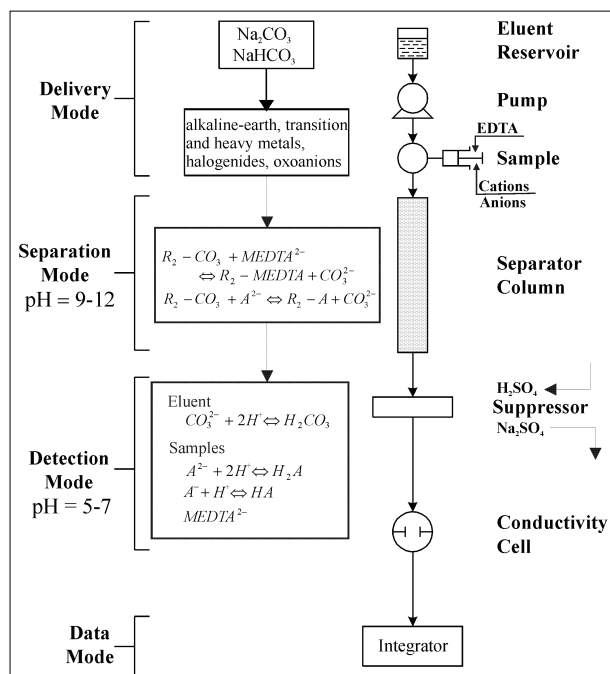 Delivery
Mode
Na₂CO₃
NaHCO₃
alkaline-earth, transition
and heavy metals,
halogenides, oxoanions
Eluent
Reservoir
Pump
EDTA
Sample
Cations
Anions
Separation
Mode
pH = 9-12
R₂ – CO₃ + MEDTA²⁻
⇔ R₂ – MEDTA + CO₃²⁻
R₂ – CO₃ + A²⁻ ⇔ R₂ – A + CO₃²⁻
Separator
Column
Detection
Mode
pH = 5-7
Eluent
CO₃²⁻ + 2H⁺ ⇔ H₂CO₃
Samples
A²⁻ + 2H⁺ ⇔ H₂A
A⁻ + H⁺ ⇔ HA
MEDTA²⁻
H₂SO₄
Suppressor
Na₂SO₄
Conductivity
Cell
Data
Mode
Integrator